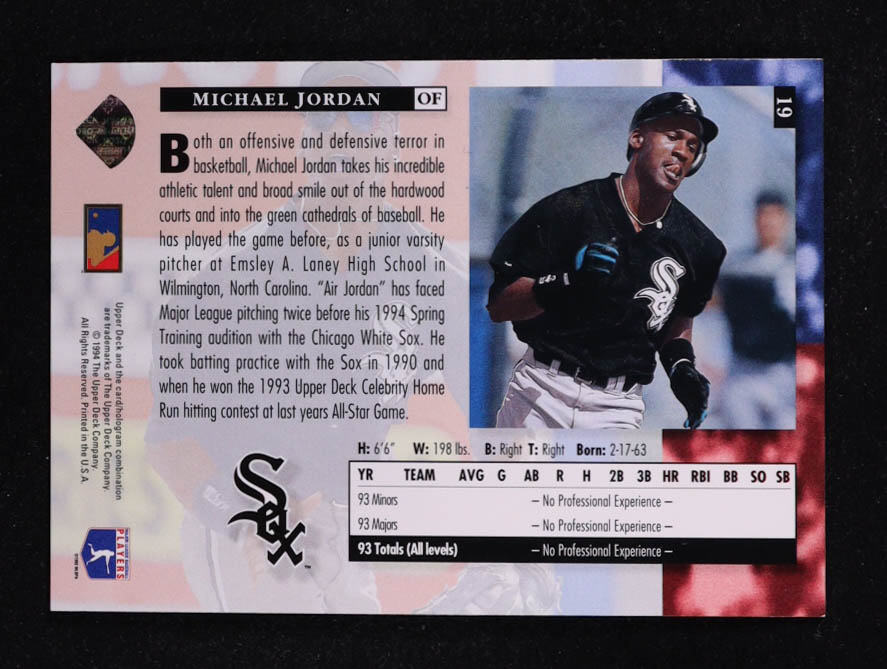 MICHAEL JORDAN OF
19
Both an offensive and defensive terror in
basketball, Michael Jordan takes his incredible
athletic talent and broad smile out of the hardwood
courts and into the green cathedrals of baseball. He
has played the game before, as a junior varsity
pitcher at Emsley A. Laney High School in
Wilmington, North Carolina. "Air Jordan" has faced
Major League pitching twice before his 1994 Spring
Training audition with the Chicago White Sox. He
took batting practice with the Sox in 1990 and
when he won the 1993 Upper Deck Celebrity Home
Run hitting contest at last years All-Star Game.
Sox
Sox
TM
H: 6'6" W: 198 lbs. B: Right T: Right Born: 2-17-63
YR TEAM AVG G AB R H 2B 3B HR RBI BB SO SB
93 Minors – No Professional Experience –
93 Majors – No Professional Experience –
93 Totals (All levels) – No Professional Experience –
Upper Deck and the card/hologram combination
are trademarks of The Upper Deck Company.
© 1994 The Upper Deck Company.
All Rights Reserved. Printed in the U.S.A.
MAJOR LEAGUE BASEBALL
PLAYERS